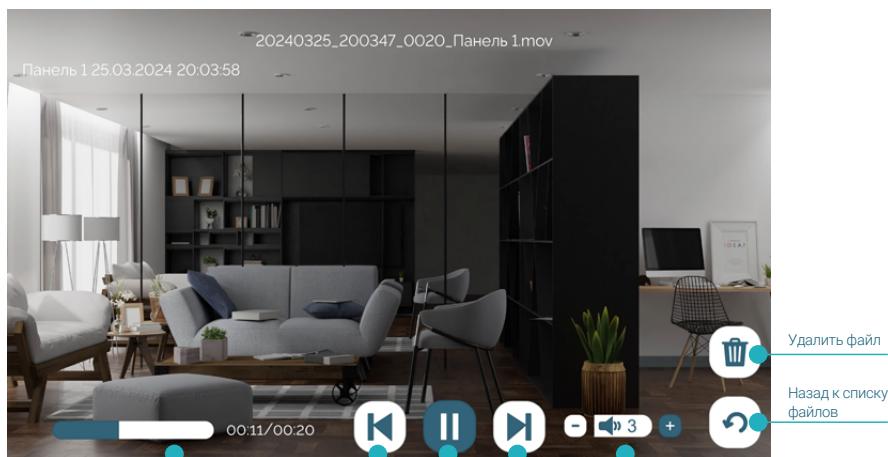 20240325_200347_0020_Панель 1.mov
Панель 1 25.03.2024 20:03:58
IDEAS
Удалить файл
Назад к списку
файлов
00:11/00:20
- 3 +